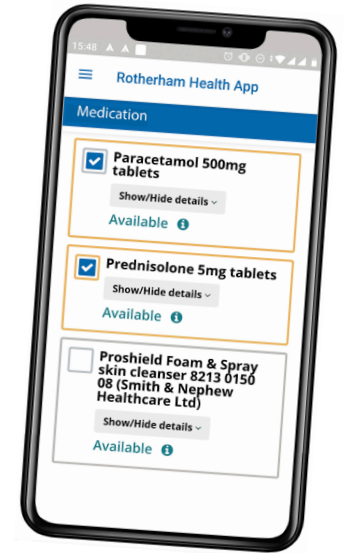 15:48
Rotherham Health App
Medication
Paracetamol 500mg
tablets
Show/Hide details
Available
Prednisolone 5mg tablets
Show/Hide details
Available
Proshield Foam & Spray
skin cleanser 8213 0150
08 (Smith & Nephew
Healthcare Ltd)
Show/Hide details
Available